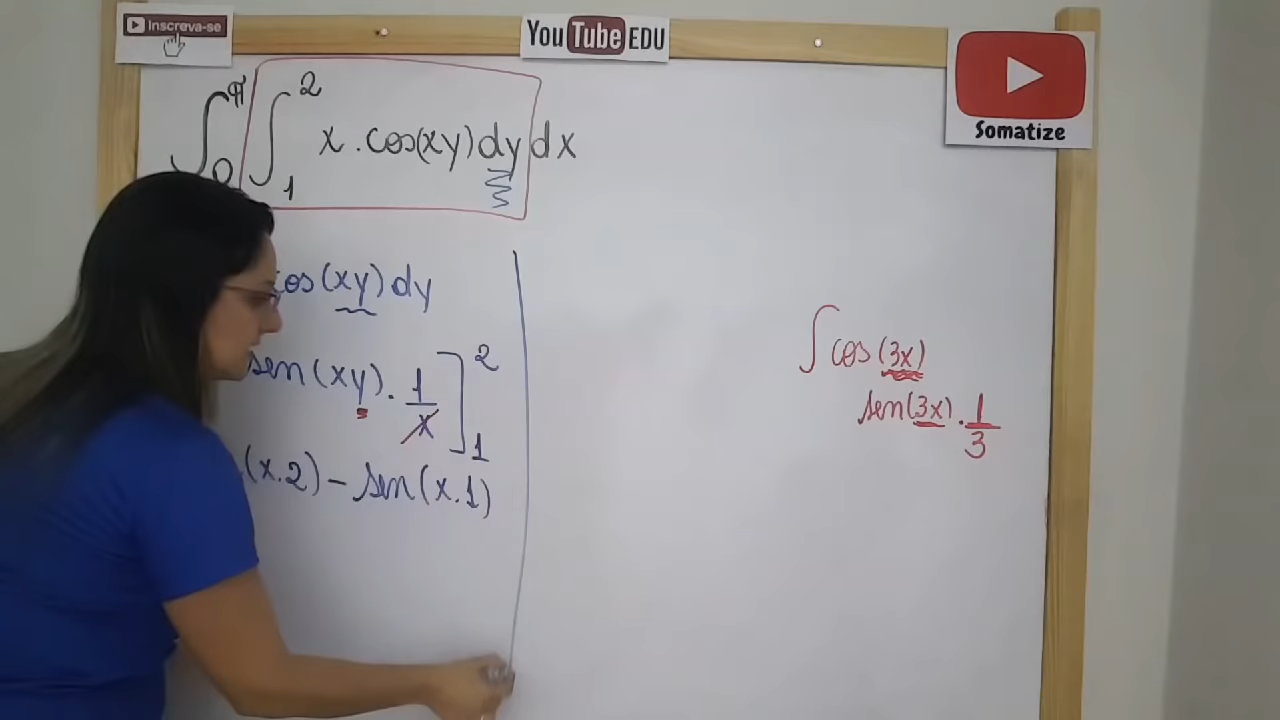 Inscreva-se
YouTube EDU
Somatize
∫₀^π ∫₁² x . cos(xy) dy dx
cos(xy) dy
sen(xy) . 1/x ]₁²
(x.2) – sen(x.1)
∫ cos(3x)
sen(3x) . 1/3